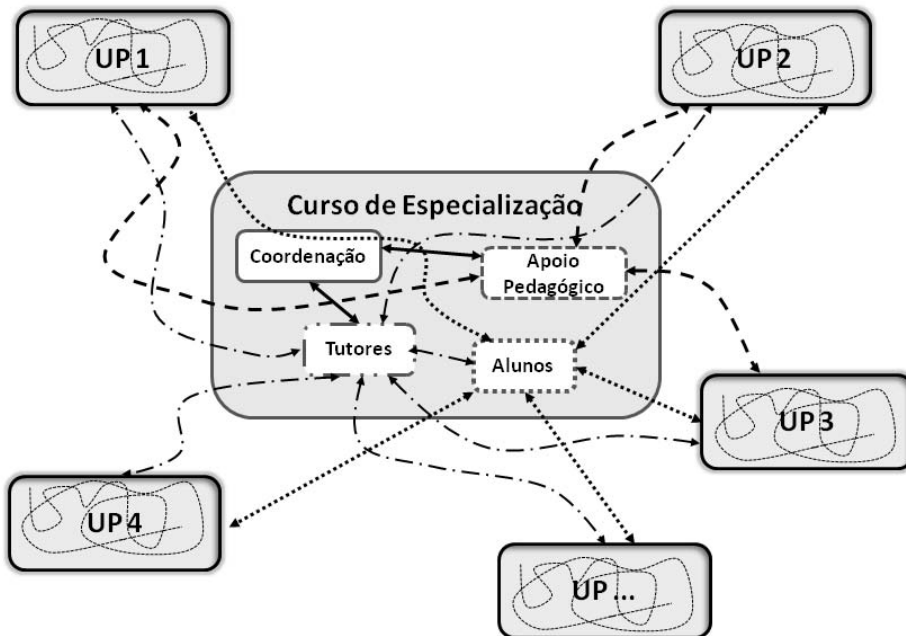 UP 1
UP 2
Curso de Especialização
Coordenação
Apoio
Pedagógico
Tutores
Alunos
UP 3
UP 4
UP ...